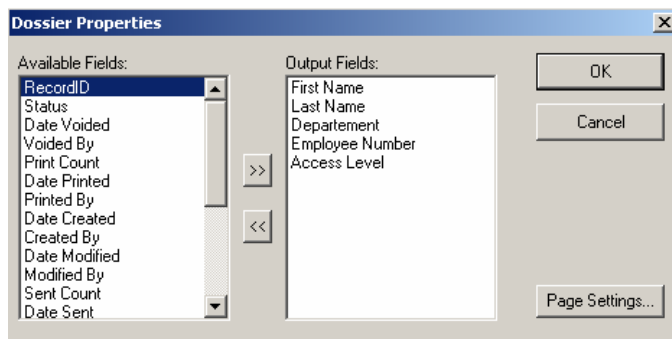 Dossier Properties
Available Fields:
RecordID
Status
Date Voided
Voided By
Print Count
Date Printed
Printed By
Date Created
Created By
Date Modified
Modified By
Sent Count
Date Sent
>>
<<
Output Fields:
First Name
Last Name
Departement
Employee Number
Access Level
OK
Cancel
Page Settings...